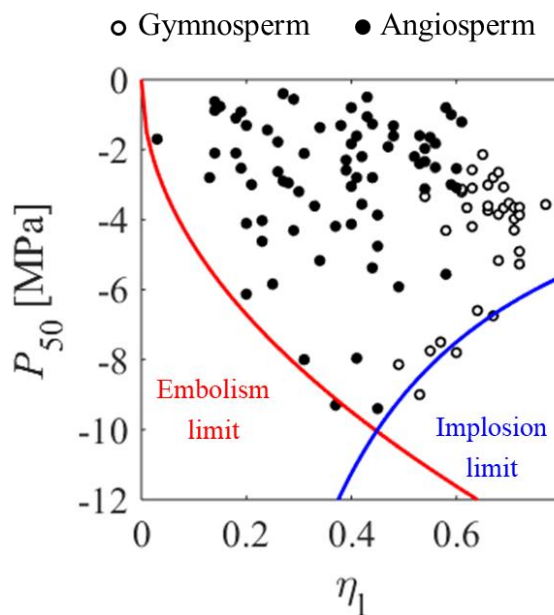 Gymnosperm Angiosperm
0
-2
-4
-6
-8
-10
-12
P50 [MPa]
Embolism
limit
Implosion
limit
0 0.2 0.4 0.6
ηl